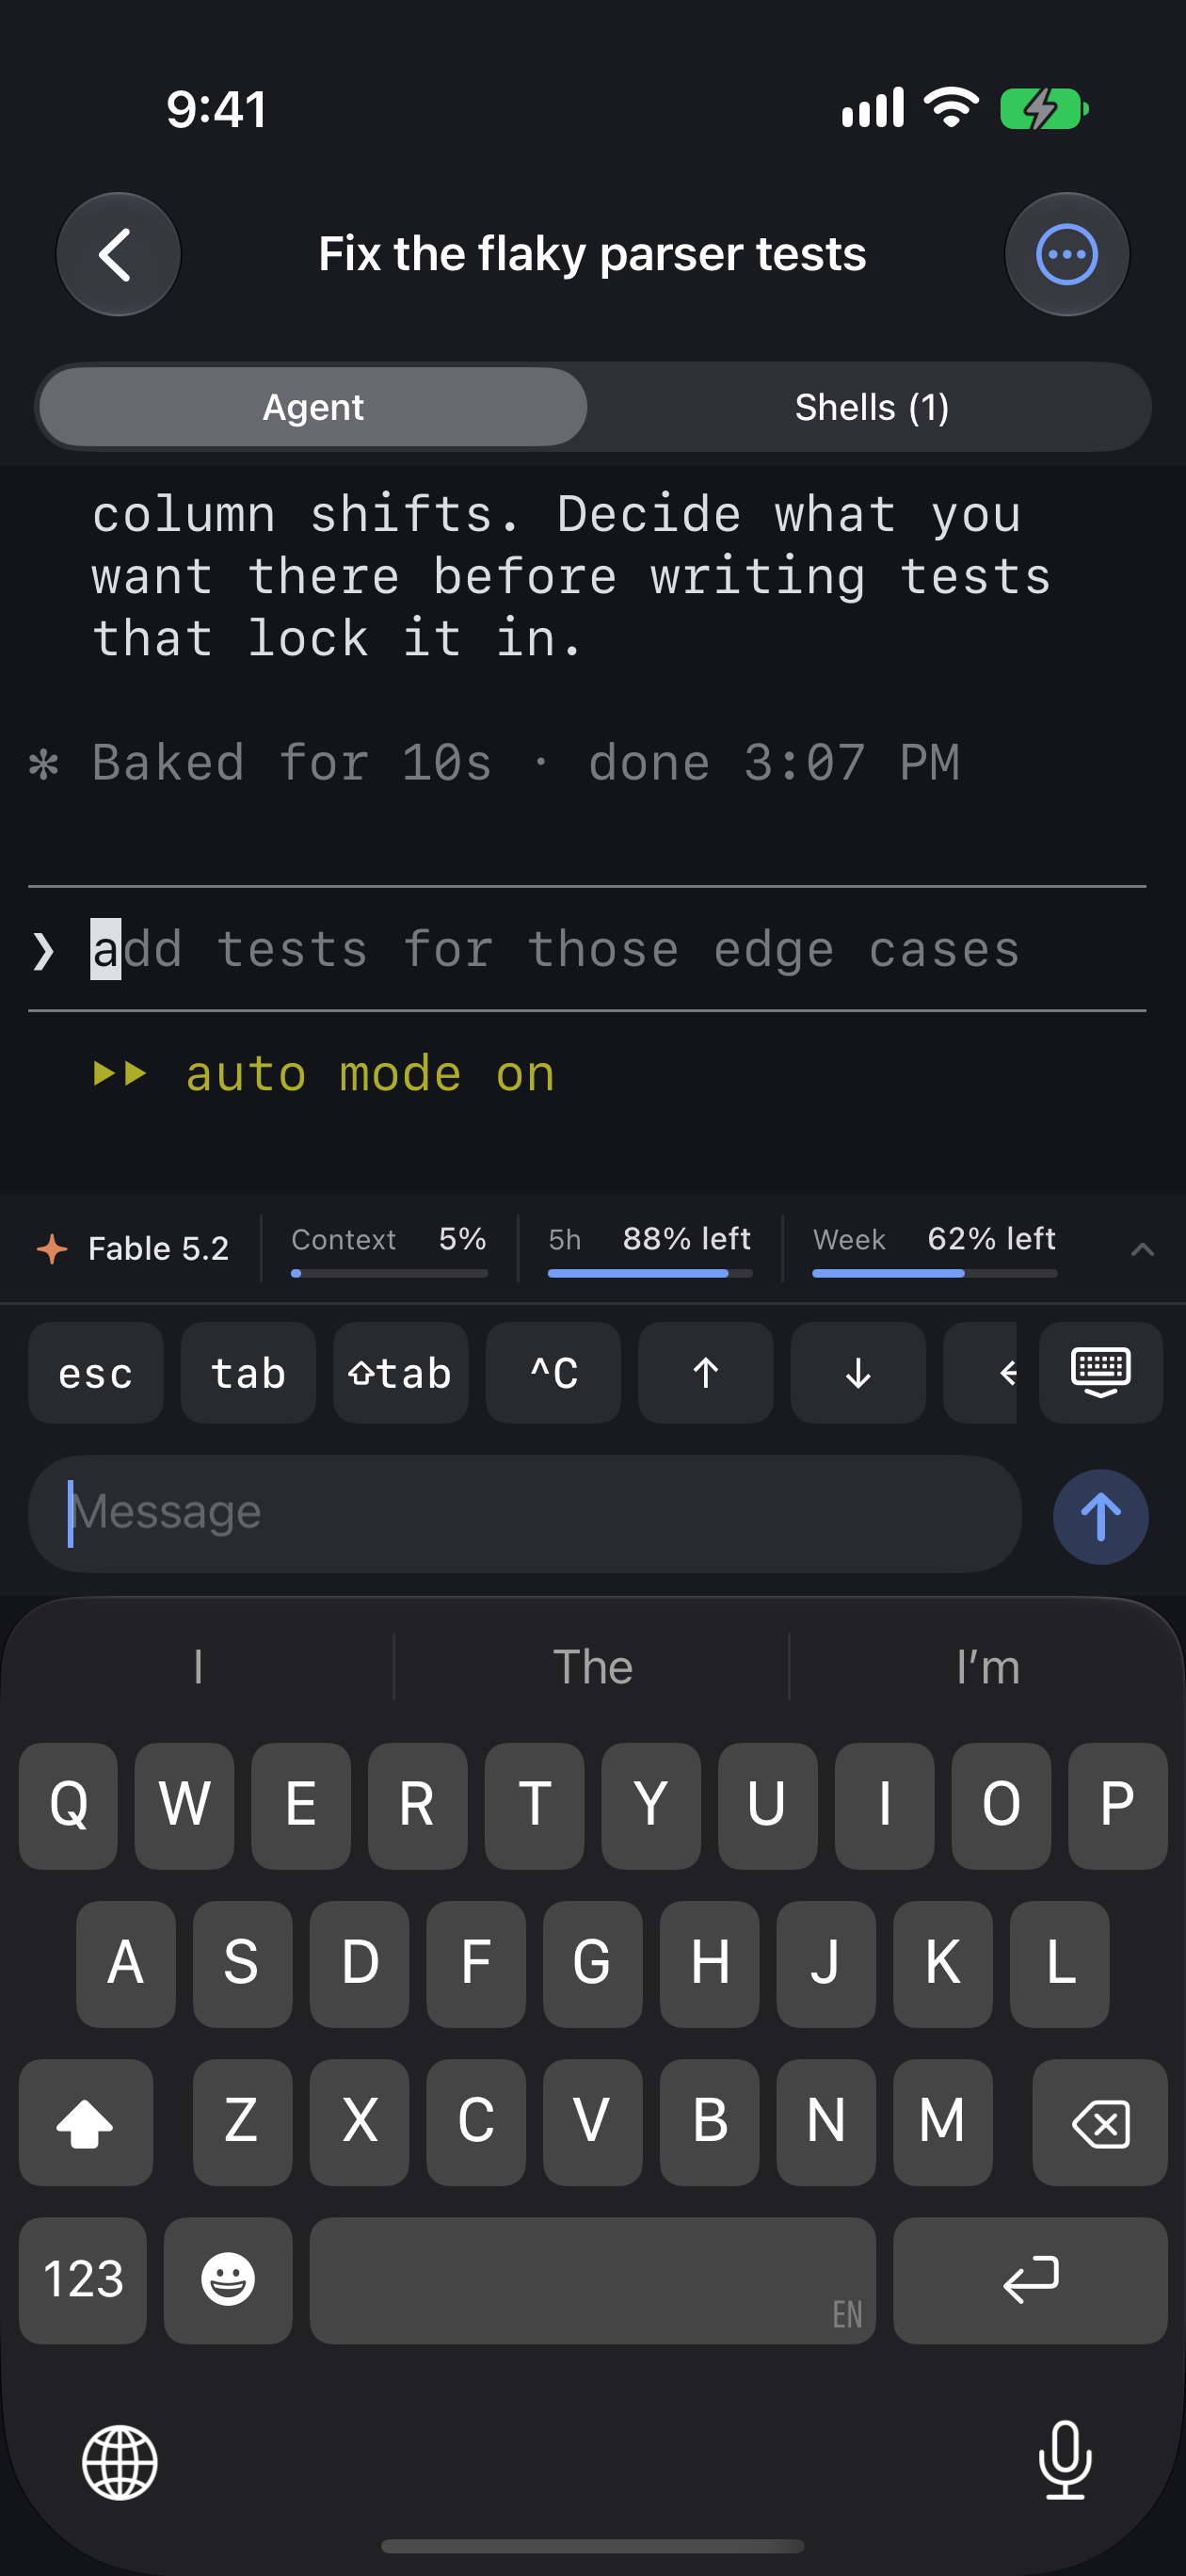 9:41
Fix the flaky parser tests
Agent
Shells (1)
column shifts. Decide what you
want there before writing tests
that lock it in.
✻ Baked for 10s · done 3:07 PM
❯ add tests for those edge cases
▶▶ auto mode on
Fable 5.2
Context 5%
5h 88% left
Week 62% left
esc tab ⇧tab ^C ↑ ↓ ←
Message
I The I’m
Q W E R T Y U I O P
A S D F G H J K L
Z X C V B N M
123
EN